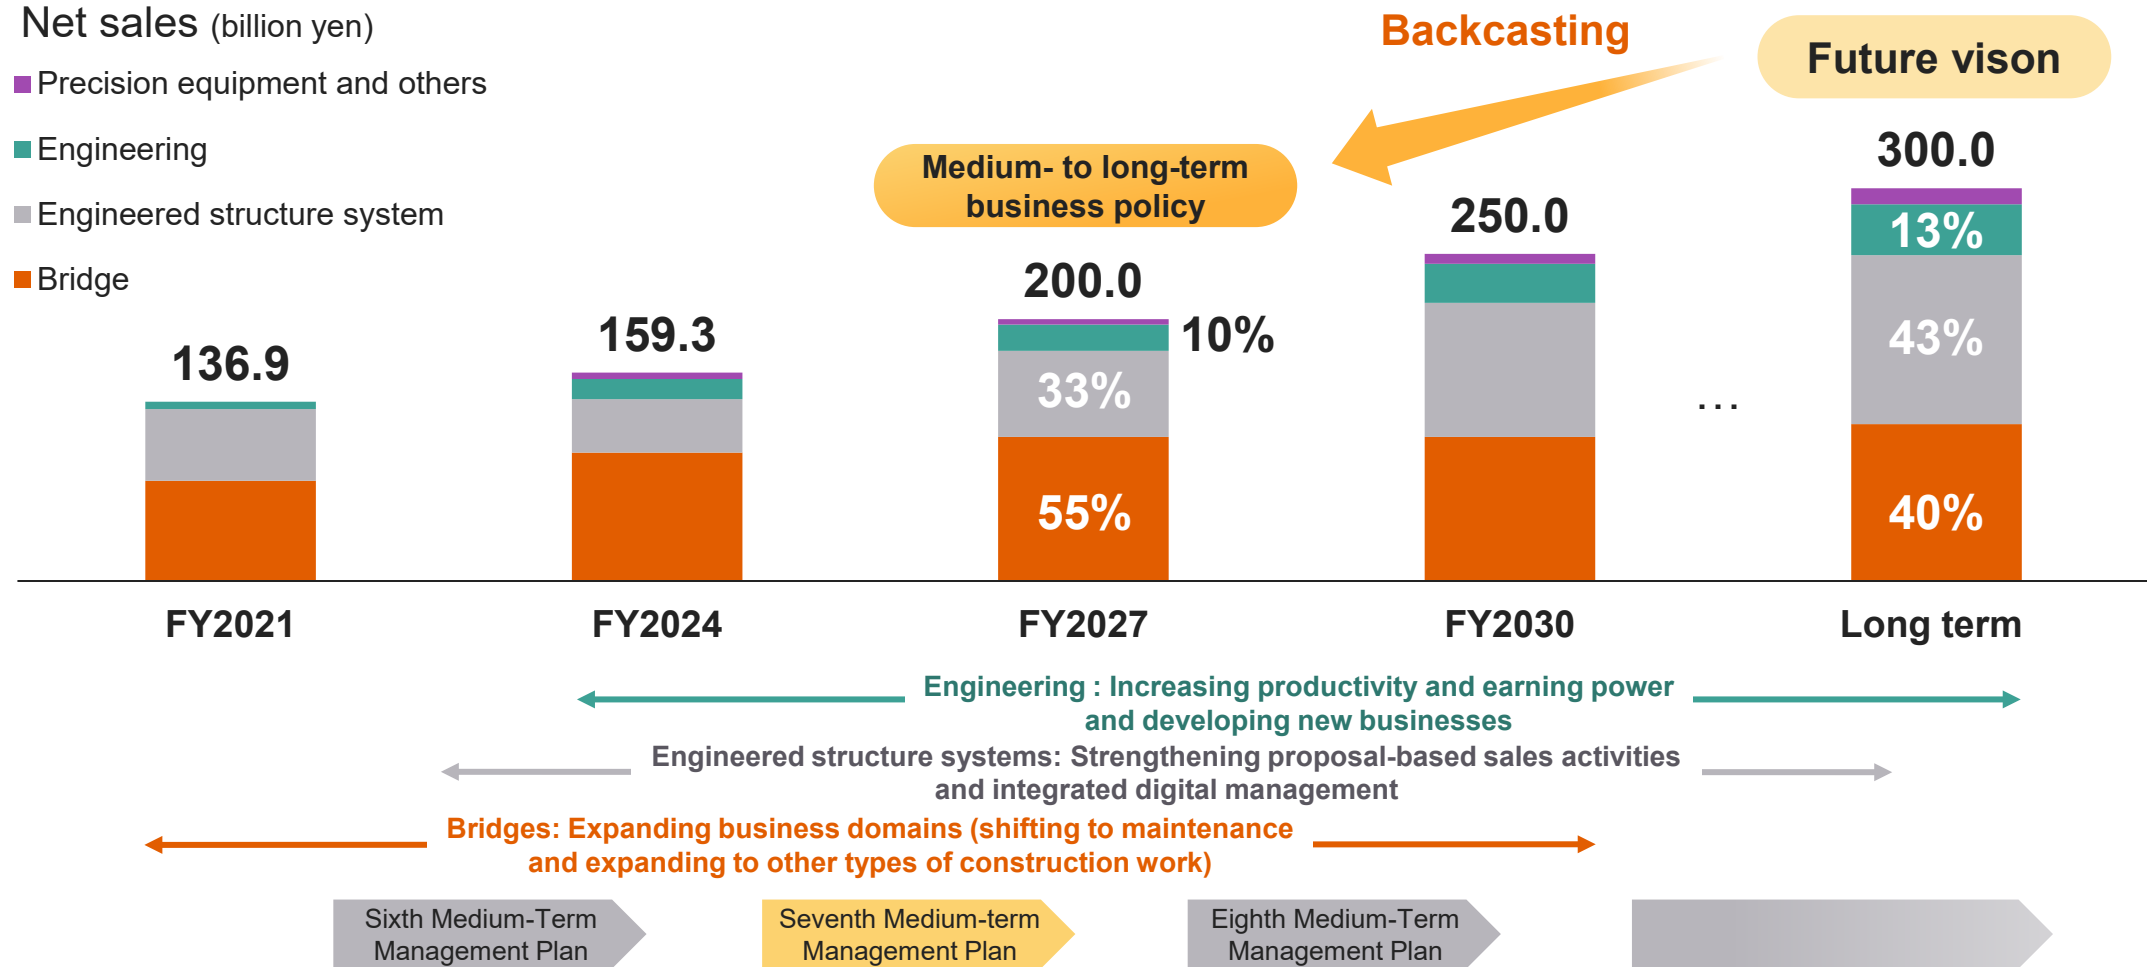 Net sales (billion yen)
Precision equipment and others
Engineering
Engineered structure system
Bridge
Backcasting
Future vison
Medium- to long-term
business policy
136.9
159.3
200.0
250.0
300.0
10%
33%
55%
13%
43%
40%
...
FY2021
FY2024
FY2027
FY2030
Long term
Engineering : Increasing productivity and earning power
and developing new businesses
Engineered structure systems: Strengthening proposal-based sales activities
and integrated digital management
Bridges: Expanding business domains (shifting to maintenance
and expanding to other types of construction work)
Sixth Medium-Term
Management Plan
Seventh Medium-term
Management Plan
Eighth Medium-Term
Management Plan